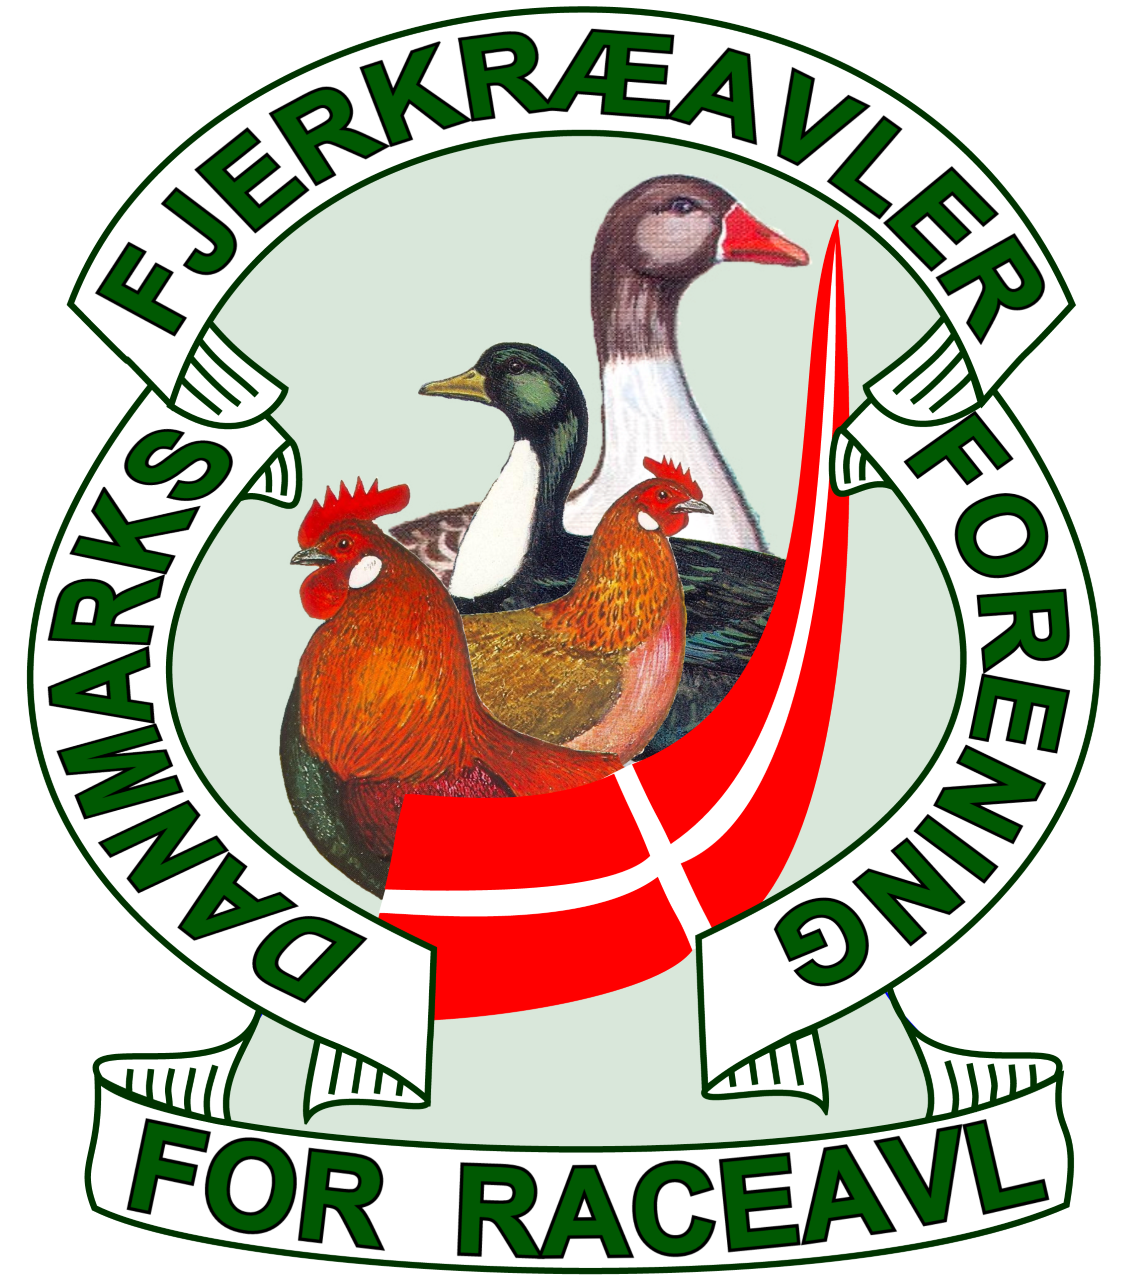 DANMARKS
FJERKRÆAVLER
FORENING
FOR RACEAVL